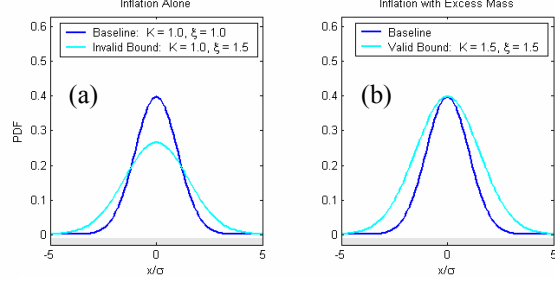 Inflation Alone
Baseline: K = 1.0, ξ = 1.0
Invalid Bound: K = 1.0, ξ = 1.5
(a)
PDF
0.6
0.5
0.4
0.3
0.2
0.1
0
-5 0 5
x/σ
Inflation with Excess Mass
Baseline
Valid Bound: K = 1.5, ξ = 1.5
(b)
0.6
0.5
0.4
0.3
0.2
0.1
0
-5 0 5
x/σ